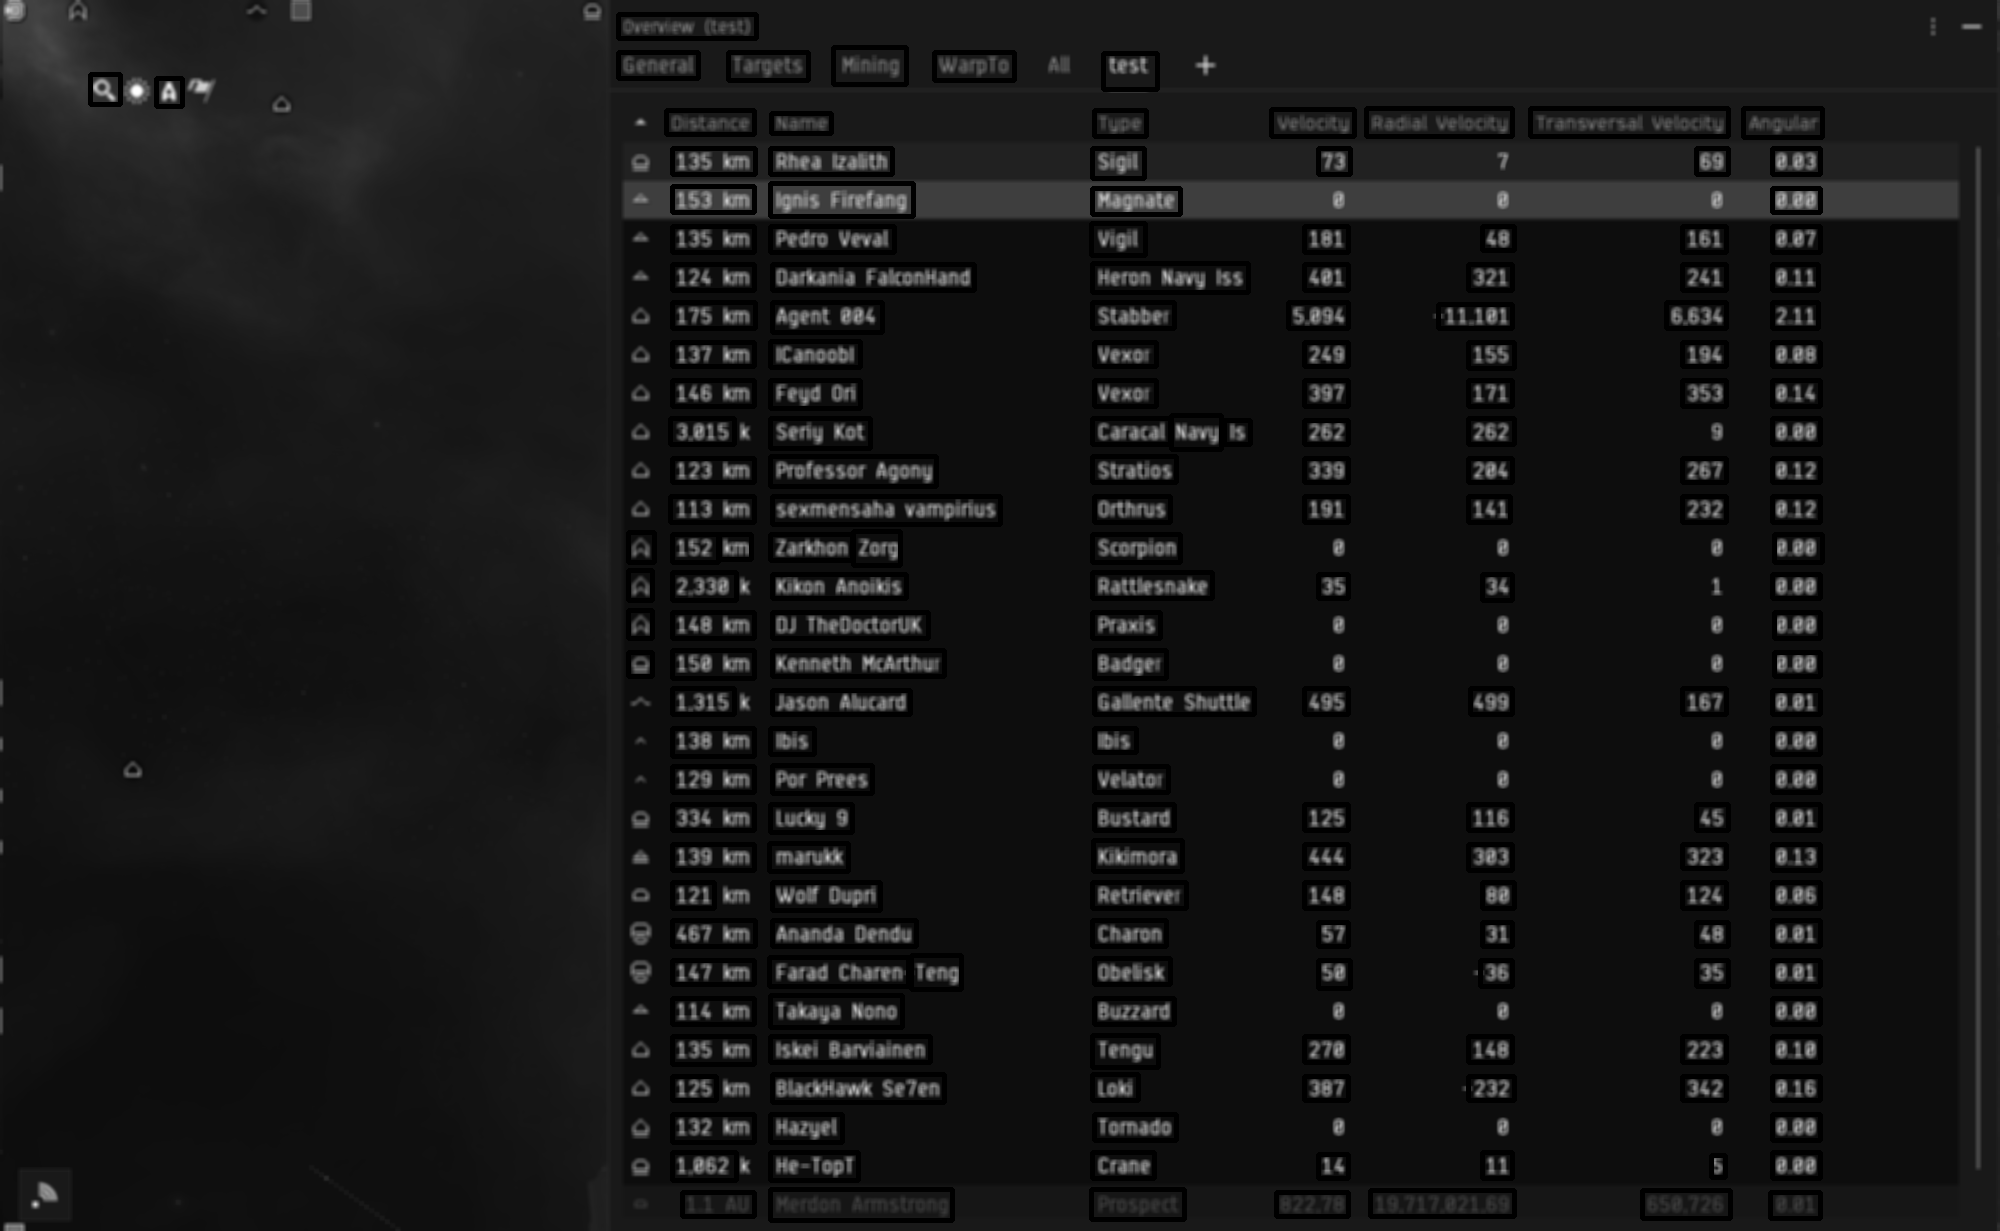 Overview (test)
General Targets Mining WarpTo All test +
Distance Name Type Velocity Radial Velocity Transversal Velocity Angular
135 km Rhea Izalith Sigil 73 7 69 0.03
153 km Ignis Firefang Magnate 0 0 0 0.00
135 km Pedro Veval Vigil 181 48 161 0.07
124 km Darkania FalconHand Heron Navy Iss 401 321 241 0.11
175 km Agent 004 Stabber 5,094 -11,101 6,634 2.11
137 km ICanoobI Vexor 249 155 194 0.08
146 km Feyd Ori Vexor 397 171 353 0.14
3,015 k Seriy Kot Caracal Navy Is 262 262 9 0.00
123 km Professor Agony Stratios 339 204 267 0.12
113 km sexmensaha vampirius Orthrus 191 141 232 0.12
152 km Zarkhon Zorg Scorpion 0 0 0 0.00
2,330 k Kikon Anoikis Rattlesnake 35 34 1 0.00
148 km DJ TheDoctorUK Praxis 0 0 0 0.00
150 km Kenneth McArthur Badger 0 0 0 0.00
1,315 k Jason Alucard Gallente Shuttle 495 499 167 0.01
138 km Ibis Ibis 0 0 0 0.00
129 km Por Prees Velator 0 0 0 0.00
334 km Lucky 9 Bustard 125 116 45 0.01
139 km marukk Kikimora 444 303 323 0.13
121 km Wolf Dupri Retriever 148 80 124 0.06
467 km Ananda Dendu Charon 57 31 48 0.01
147 km Farad Charen-Teng Obelisk 50 -36 35 0.01
114 km Takaya Nono Buzzard 0 0 0 0.00
135 km Iskei Barviainen Tengu 270 148 223 0.10
125 km BlackHawk Se7en Loki 387 -232 342 0.16
132 km Hazyel Tornado 0 0 0 0.00
1,062 k He-TopT Crane 14 11 5 0.00
1.1 AU Merdon Armstrong Prospect 822.78 19,717,021.69 650,726 0.01